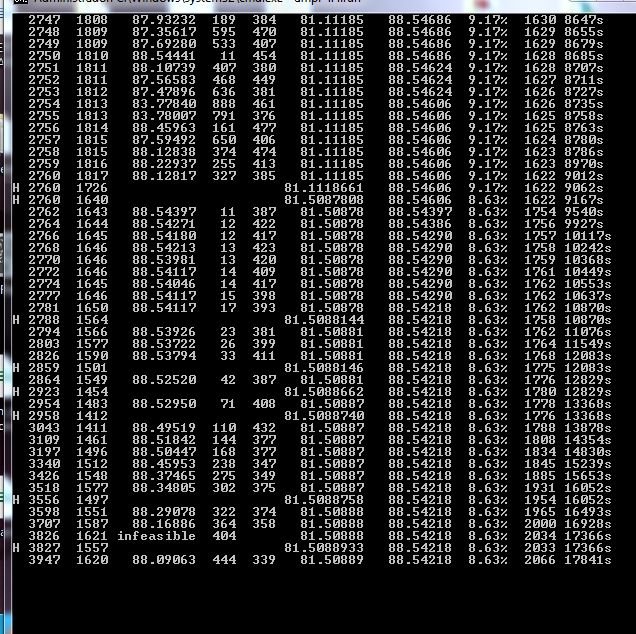 2747 1808 87.93232 189 384 81.11185 88.54686 9.17% 1630 8647s
2748 1809 87.35617 595 470 81.11185 88.54686 9.17% 1629 8655s
2749 1809 87.69280 533 407 81.11185 88.54686 9.17% 1629 8679s
2750 1810 88.54441 11 454 81.11185 88.54686 9.17% 1628 8685s
2751 1811 88.10739 407 380 81.11185 88.54624 9.17% 1628 8707s
2752 1811 87.56583 468 449 81.11185 88.54624 9.17% 1627 8711s
2753 1812 87.47896 636 381 81.11185 88.54624 9.17% 1626 8727s
2754 1813 83.77840 888 461 81.11185 88.54606 9.17% 1626 8735s
2755 1813 83.78007 791 376 81.11185 88.54606 9.17% 1625 8758s
2756 1814 88.45963 161 477 81.11185 88.54606 9.17% 1625 8763s
2757 1815 87.59492 650 406 81.11185 88.54606 9.17% 1624 8780s
2758 1815 88.12838 374 474 81.11185 88.54606 9.17% 1623 8786s
2759 1816 88.22937 255 413 81.11185 88.54606 9.17% 1623 8970s
2760 1817 88.12817 327 385 81.11185 88.54606 9.17% 1622 9012s
H 2760 1726 81.1118661 88.54606 9.17% 1622 9062s
H 2760 1640 81.5087808 88.54606 8.63% 1622 9167s
2762 1643 88.54397 11 387 81.50878 88.54397 8.63% 1754 9540s
2764 1644 88.54271 12 422 81.50878 88.54386 8.63% 1756 9927s
2766 1645 88.54180 12 417 81.50878 88.54290 8.63% 1757 10117s
2768 1646 88.54213 13 423 81.50878 88.54290 8.63% 1758 10242s
2770 1646 88.53981 13 420 81.50878 88.54290 8.63% 1759 10368s
2772 1646 88.54117 14 409 81.50878 88.54290 8.63% 1761 10449s
2774 1645 88.54046 14 417 81.50878 88.54290 8.63% 1762 10553s
2777 1646 88.54117 15 398 81.50878 88.54290 8.63% 1762 10637s
2781 1650 88.54117 17 393 81.50878 88.54218 8.63% 1762 10870s
H 2788 1564 81.5088144 88.54218 8.63% 1758 10870s
2794 1566 88.53926 23 381 81.50881 88.54218 8.63% 1762 11076s
2803 1577 88.53722 26 399 81.50881 88.54218 8.63% 1764 11549s
2826 1590 88.53794 33 411 81.50881 88.54218 8.63% 1768 12083s
H 2859 1501 81.5088146 88.54218 8.63% 1775 12083s
2864 1549 88.52520 42 387 81.50881 88.54218 8.63% 1776 12829s
H 2923 1454 81.5088662 88.54218 8.63% 1780 12829s
2954 1483 88.52950 71 408 81.50887 88.54218 8.63% 1778 13368s
H 2958 1412 81.5088740 88.54218 8.63% 1776 13368s
3043 1411 88.49519 110 432 81.50887 88.54218 8.63% 1788 13878s
3109 1461 88.51842 144 377 81.50887 88.54218 8.63% 1808 14354s
3197 1496 88.50447 168 377 81.50887 88.54218 8.63% 1834 14830s
3340 1512 88.45953 238 347 81.50887 88.54218 8.63% 1845 15239s
3426 1548 88.37465 275 349 81.50887 88.54218 8.63% 1885 15653s
3518 1577 88.34805 302 375 81.50887 88.54218 8.63% 1931 16052s
H 3556 1497 81.5088758 88.54218 8.63% 1954 16052s
3598 1551 88.29078 322 374 81.50888 88.54218 8.63% 1965 16493s
3707 1587 88.16886 364 358 81.50888 88.54218 8.63% 2000 16928s
3826 1621 infeasible 404 81.50888 88.54218 8.63% 2034 17366s
H 3827 1557 81.5088933 88.54218 8.63% 2033 17366s
3947 1620 88.09063 444 339 81.50889 88.54218 8.63% 2066 17841s